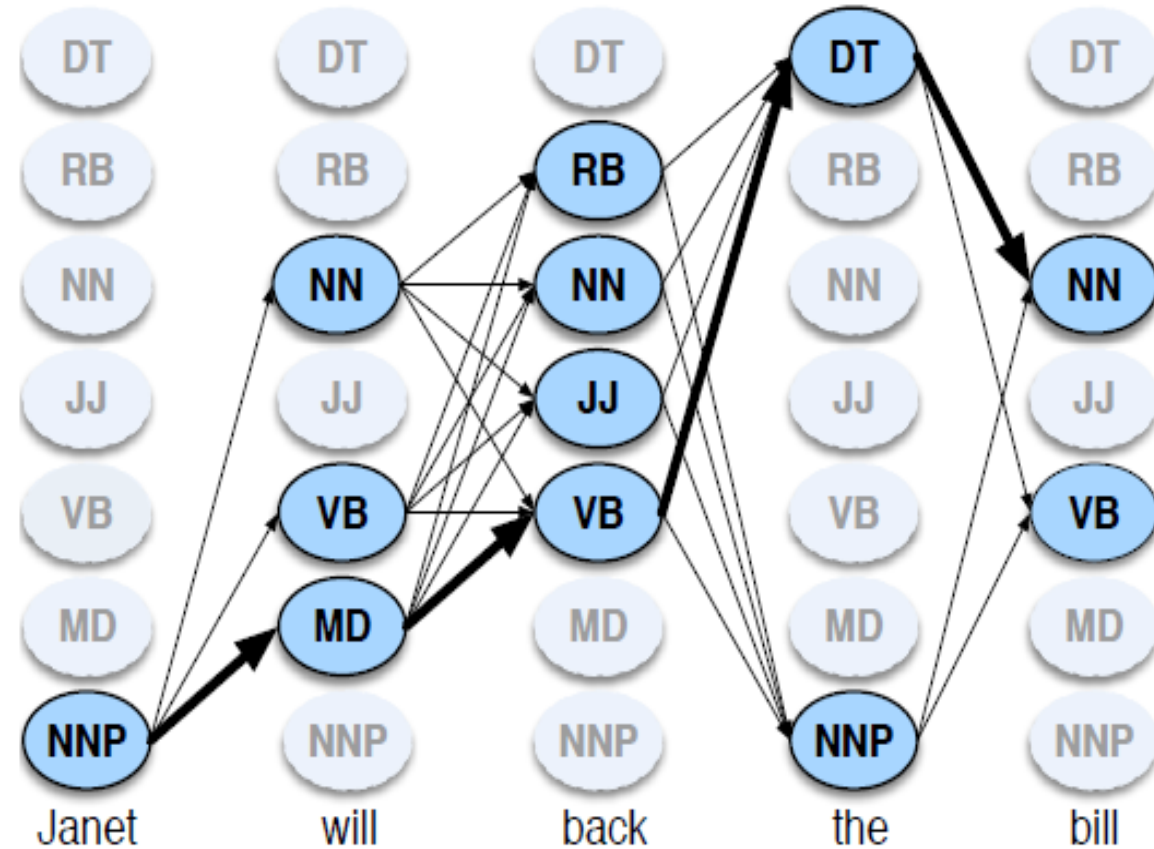 DT DT DT DT DT
RB RB RB RB RB
NN NN NN NN NN
JJ JJ JJ JJ JJ
VB VB VB VB VB
MD MD MD MD MD
NNP NNP NNP NNP NNP
Janet will back the bill